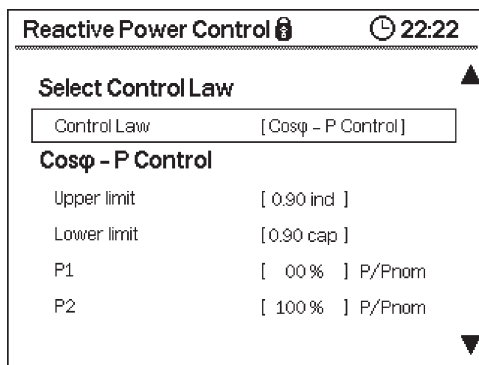 Reactive Power Control 22:22
Select Control Law
Control Law [Cosφ – P Control]
Cosφ – P Control
Upper limit [ 0.90 ind ]
Lower limit [0.90 cap ]
P1 [ 00 % ] P/Pnom
P2 [ 100 % ] P/Pnom